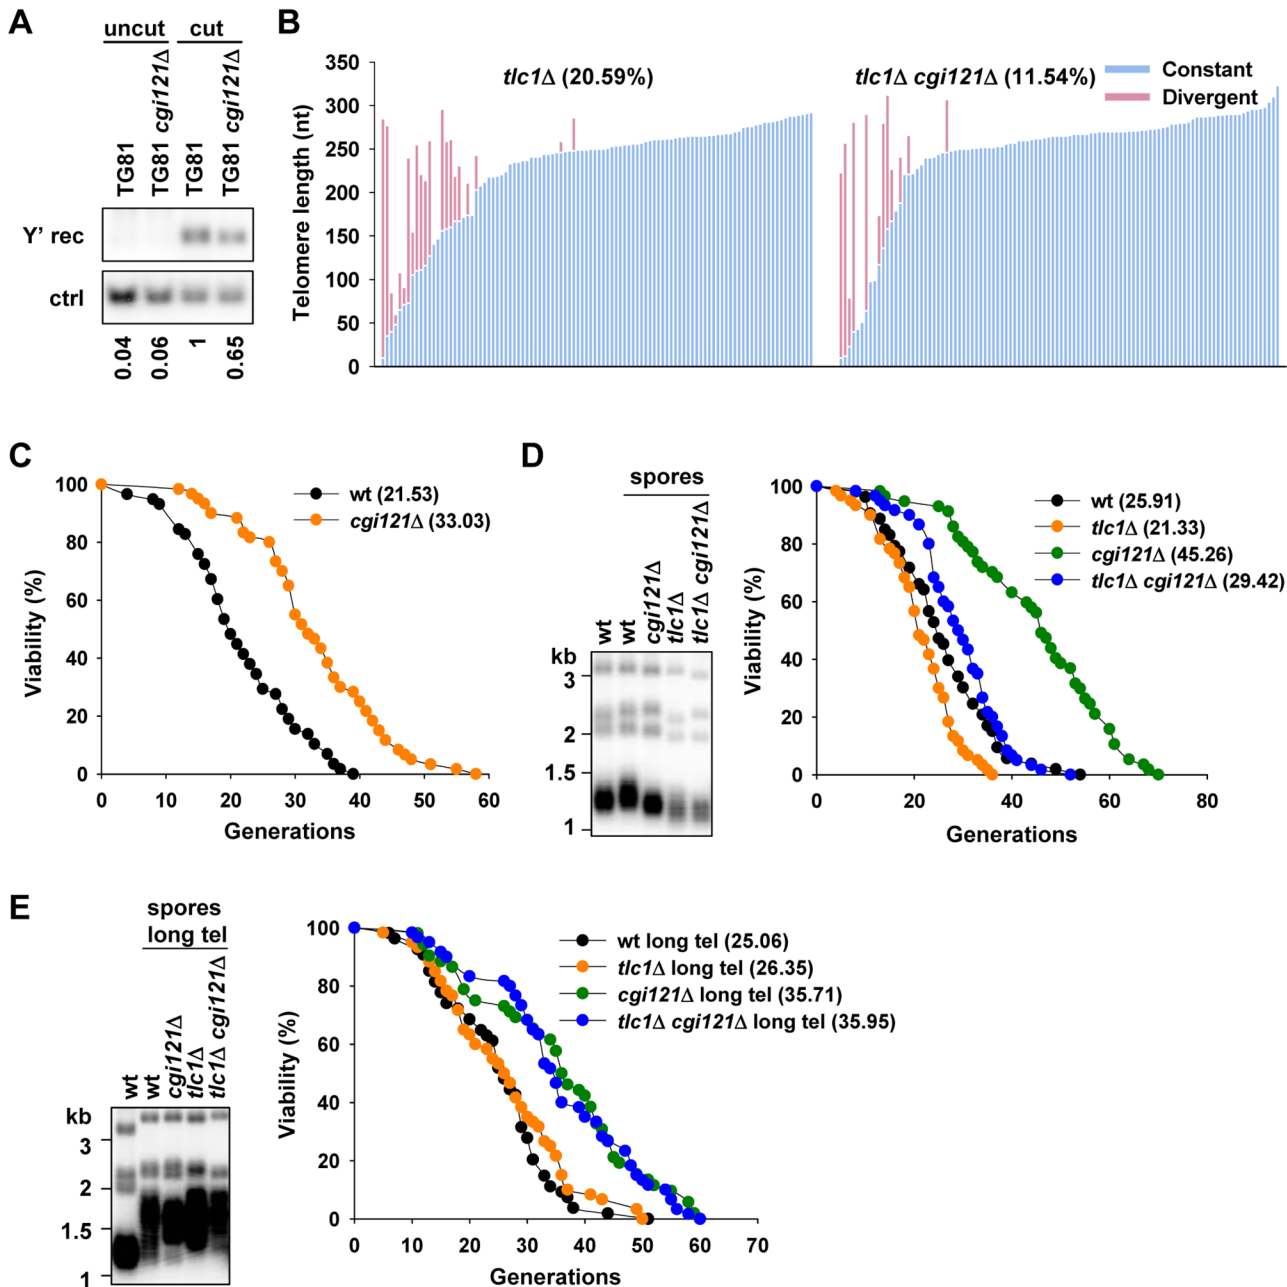 A
uncut cut
TG81
TG81 cgi121Δ
TG81
TG81 cgi121Δ
Y' rec
ctrl
0.04
0.06
1
0.65
B
Telomere length (nt)
350
300
250
200
150
100
50
0
tlc1Δ (20.59%)
tlc1Δ cgi121Δ (11.54%)
Constant
Divergent
C
Viability (%)
100
80
60
40
20
0
0 10 20 30 40 50 60
Generations
wt (21.53)
cgi121Δ (33.03)
D
spores
wt
wt
cgi121Δ
tlc1Δ
tlc1Δ cgi121Δ
kb
3
2
1.5
1
Viability (%)
100
80
60
40
20
0
0 20 40 60 80
Generations
wt (25.91)
tlc1Δ (21.33)
cgi121Δ (45.26)
tlc1Δ cgi121Δ (29.42)
E
spores
long tel
wt
wt
cgi121Δ
tlc1Δ
tlc1Δ cgi121Δ
kb
3
2
1.5
1
Viability (%)
100
80
60
40
20
0
0 10 20 30 40 50 60 70
Generations
wt long tel (25.06)
tlc1Δ long tel (26.35)
cgi121Δ long tel (35.71)
tlc1Δ cgi121Δ long tel (35.95)